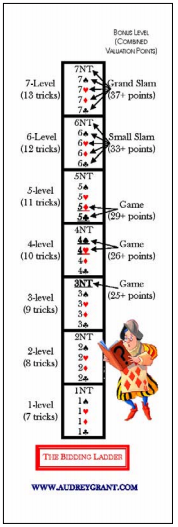 BONUS LEVEL
(COMBINED
VALUATION POINTS)
7NT
7♠
7-Level
7♥
Grand Slam
(13 tricks)
7♦
(37+ points)
7♣
6NT
6♠
6-Level
6♥
Small Slam
(12 tricks)
6♦
(33+ points)
6♣
5NT
5♠
5-level
5♥
(11 tricks)
5♦
Game
5♣
(29+ points)
4NT
4♠
4-level
4♥
Game
(10 tricks)
4♦
(26+ points)
4♣
3NT
Game
3♠
(25+ points)
3-level
3♥
(9 tricks)
3♦
3♣
2NT
2♠
2-level
2♥
(8 tricks)
2♦
2♣
1NT
1♠
1-level
1♥
(7 tricks)
1♦
1♣
THE BIDDING LADDER
WWW.AUDREYGRANT.COM